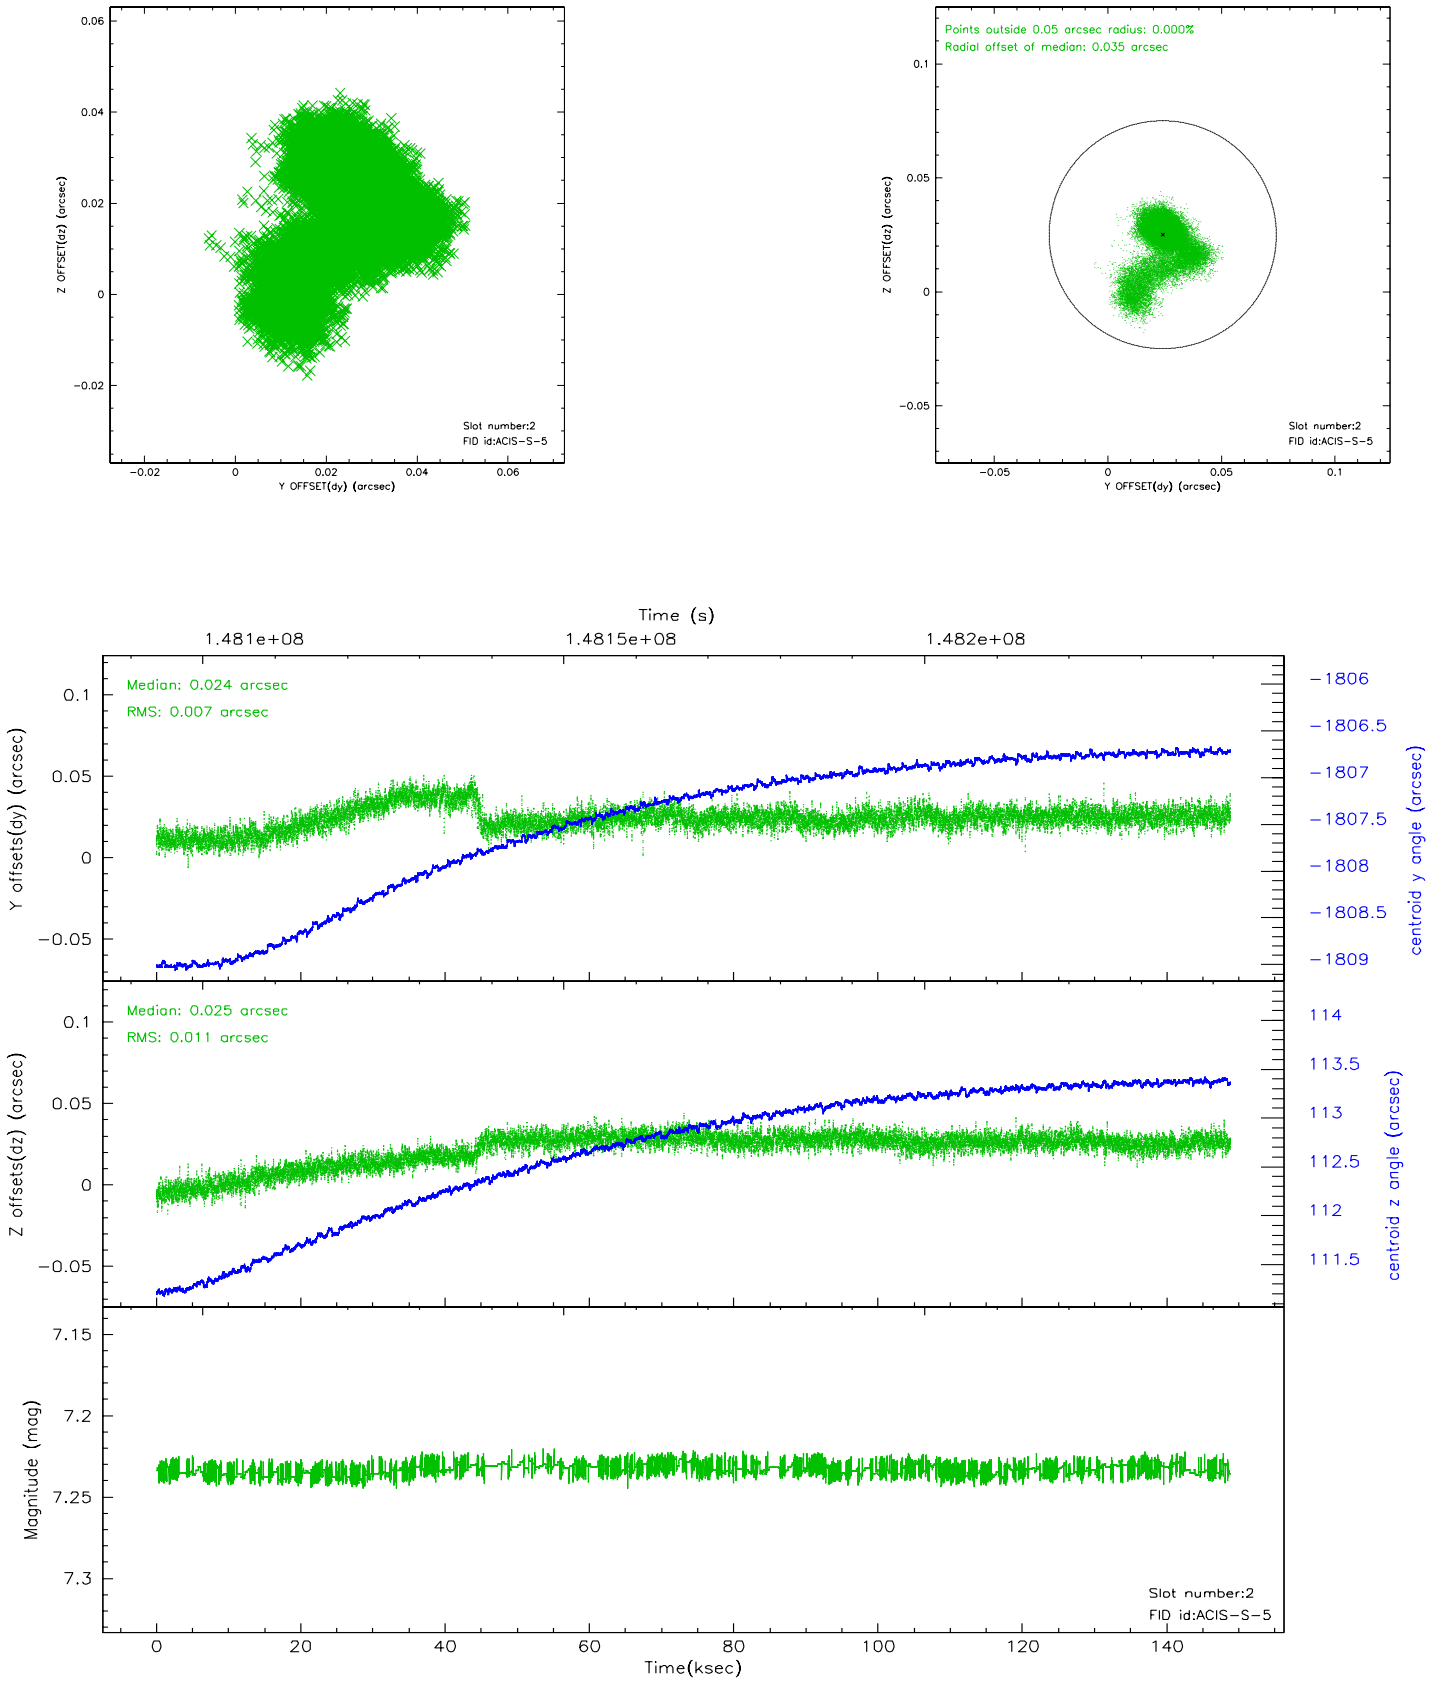 0.06
0.04
0.02
0
−0.02
Z OFFSET(dz) (arcsec)
−0.02 0 0.02 0.04 0.06
Y OFFSET(dy) (arcsec)
Slot number:2
FID id:ACIS−S−5
Points outside 0.05 arcsec radius: 0.000%
Radial offset of median: 0.035 arcsec
0.1
0.05
0
−0.05
Z OFFSET(dz) (arcsec)
−0.05 0 0.05 0.1
Y OFFSET(dy) (arcsec)
Slot number:2
FID id:ACIS−S−5
Time (s)
1.481e+08 1.4815e+08 1.482e+08
Median: 0.024 arcsec
RMS: 0.007 arcsec
0.1
0.05
0
−0.05
Y offsets(dy) (arcsec)
−1806
−1806.5
−1807
−1807.5
−1808
−1808.5
−1809
centroid y angle (arcsec)
Median: 0.025 arcsec
RMS: 0.011 arcsec
0.1
0.05
0
−0.05
Z offsets(dz) (arcsec)
114
113.5
113
112.5
112
111.5
centroid z angle (arcsec)
7.15
7.2
7.25
7.3
Magnitude (mag)
Slot number:2
FID id:ACIS−S−5
0 20 40 60 80 100 120 140
Time(ksec)